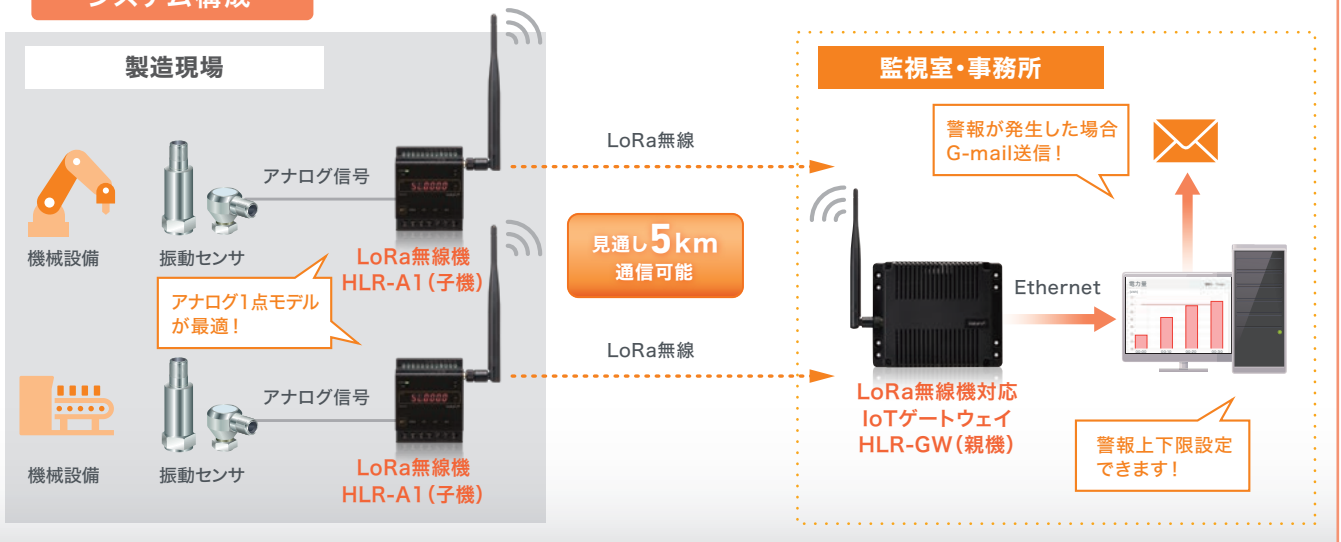 システム構成
製造現場
機械設備
振動センサ
アナログ信号
LoRa無線機
HLR-A1(子機)
アナログ1点モデル
が最適!
機械設備
振動センサ
アナログ信号
LoRa無線機
HLR-A1(子機)
LoRa無線
見通し5km
通信可能
LoRa無線
監視室・事務所
警報が発生した場合
G-mail送信!
Ethernet
電力量
LoRa無線機対応
IoTゲートウェイ
HLR-GW(親機)
警報上下限設定
できます!